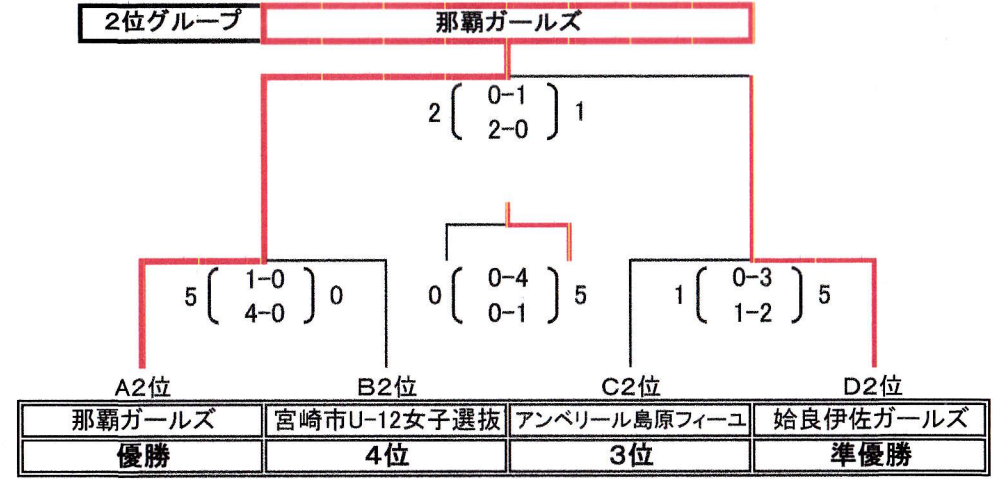 2位グループ 那覇ガールズ
2 ( 0-1 ) 1
2-0
5 ( 1-0 ) 0 0 ( 0-4 ) 5 1 ( 0-3 ) 5
4-0 0-1 1-2
A2位 B2位 C2位 D2位
那覇ガールズ 宮崎市U-12女子選抜 アンベリール島原フィーユ 姶良伊佐ガールズ
優勝 4位 3位 準優勝